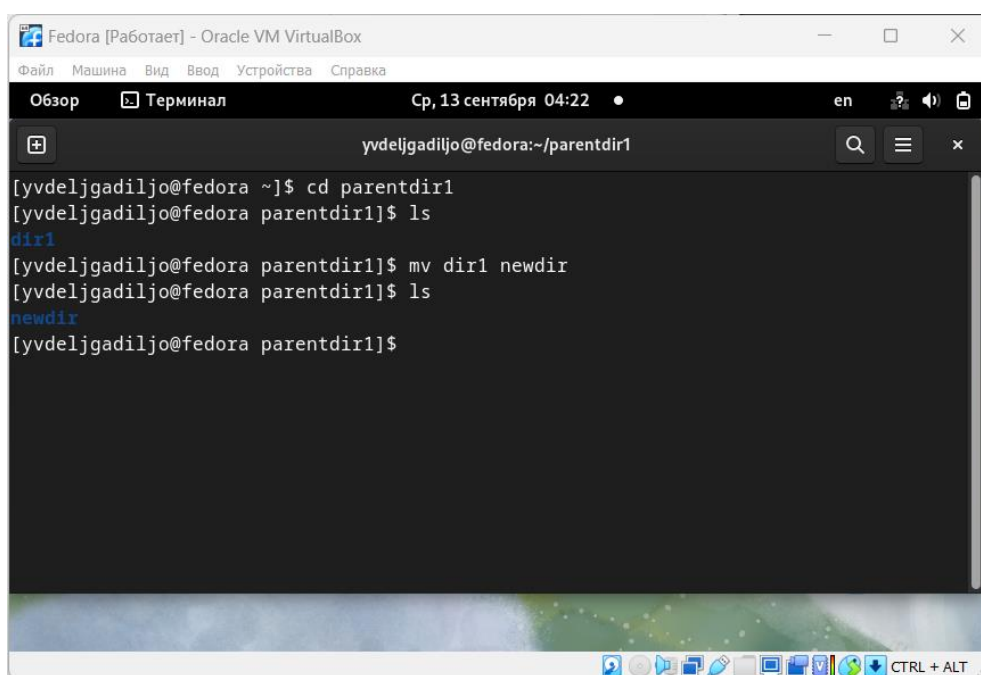 Fedora [Работает] - Oracle VM VirtualBox
Файл Машина Вид Ввод Устройства Справка
Обзор Терминал Ср, 13 сентября 04:22 en
yvdeljgadiljo@fedora:~/parentdir1
[yvdeljgadiljo@fedora ~]$ cd parentdir1
[yvdeljgadiljo@fedora parentdir1]$ ls
dir1
[yvdeljgadiljo@fedora parentdir1]$ mv dir1 newdir
[yvdeljgadiljo@fedora parentdir1]$ ls
newdir
[yvdeljgadiljo@fedora parentdir1]$
CTRL + ALT